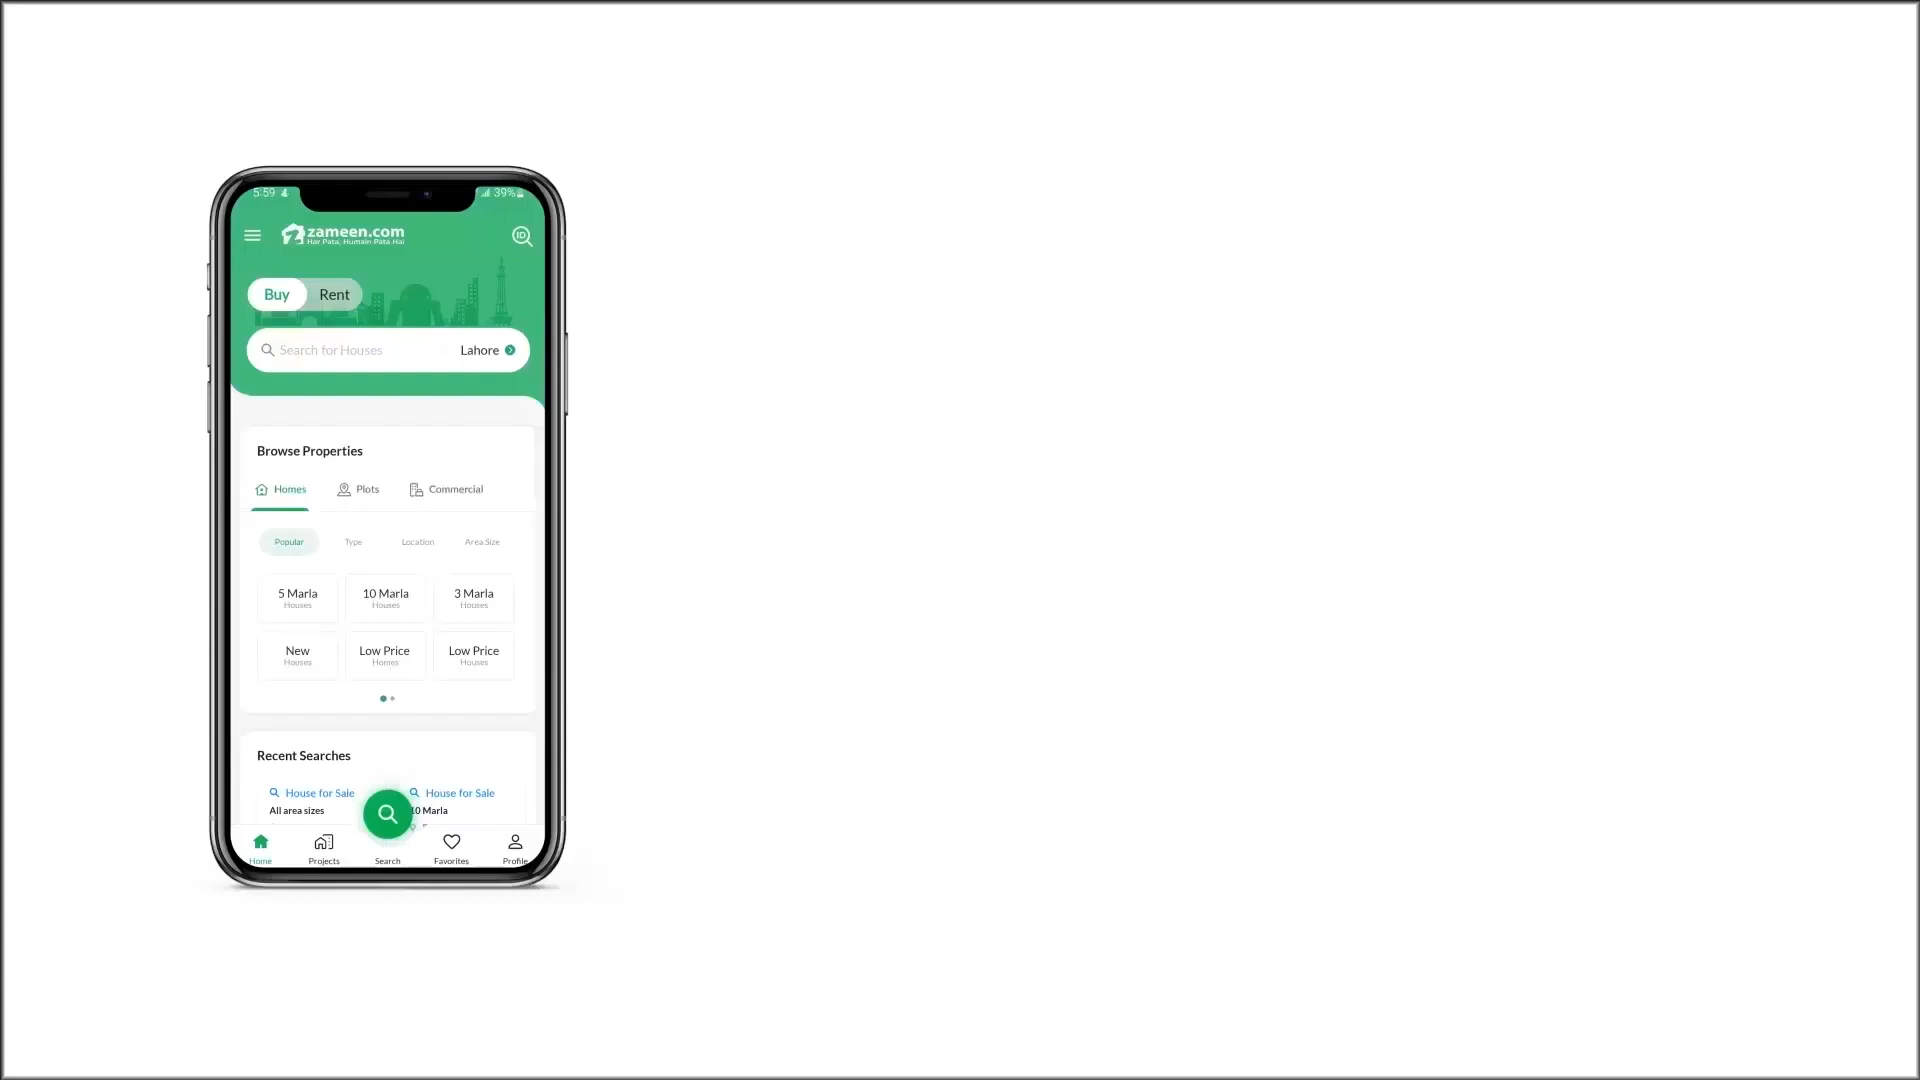 5:59
39%
zameen.com
Har Pata, Humain Pata Hai
ID
Buy Rent
Search for Houses Lahore
Browse Properties
Homes Plots Commercial
Popular Type Location Area Size
5 Marla 10 Marla 3 Marla
Houses Houses Houses
New Low Price Low Price
Houses Homes Houses
Recent Searches
House for Sale House for Sale
All area sizes 10 Marla
Home Projects Search Favorites Profile